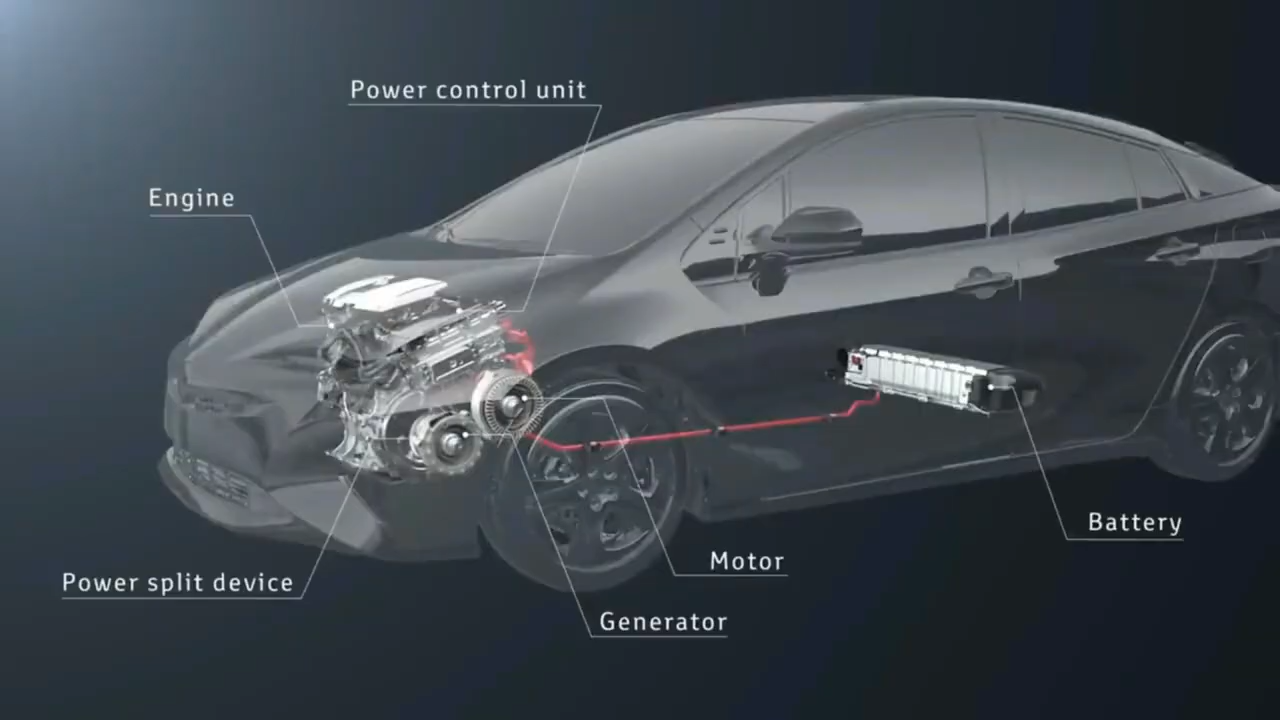 Power control unit
Engine
Battery
Motor
Power split device
Generator